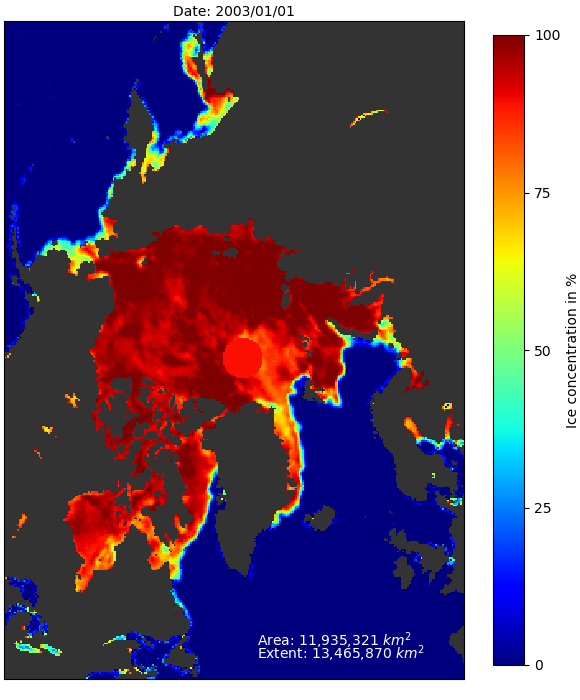 Date: 2003/01/01
100
75
50
25
0
Ice concentration in %
Area: 11,935,321 km²
Extent: 13,465,870 km²